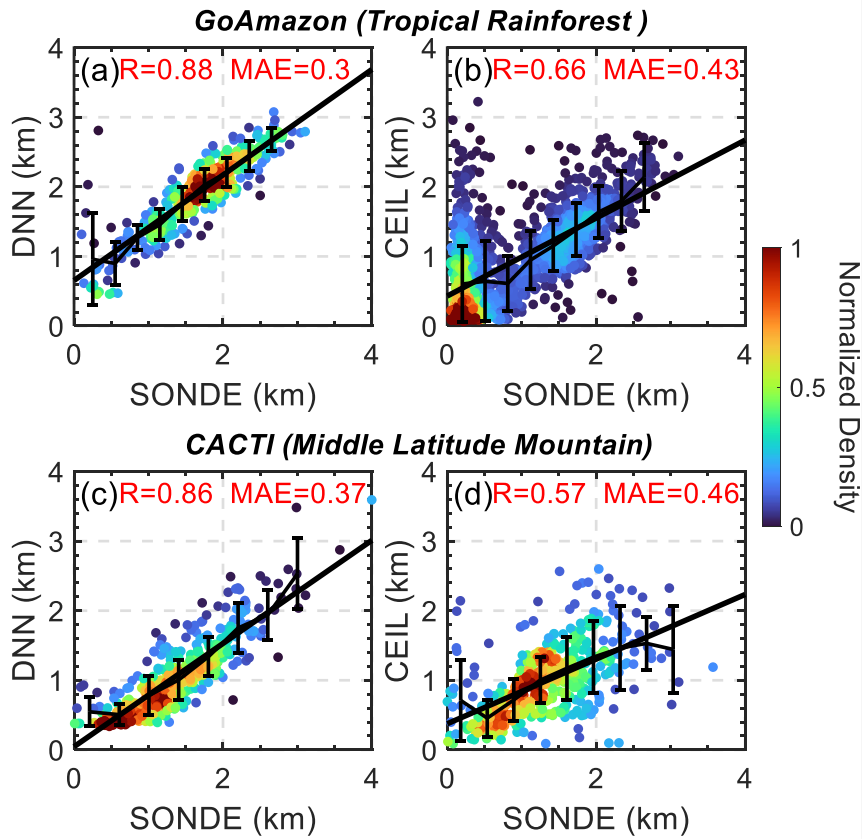 GoAmazon (Tropical Rainforest )
(a) R=0.88 MAE=0.3
(b) R=0.66 MAE=0.43
4
3
2
1
0
DNN (km)
0 2 4
SONDE (km)
4
3
2
1
0
CEIL (km)
0 2 4
SONDE (km)
1
0.5
0
Normalized Density
CACTI (Middle Latitude Mountain)
(c) R=0.86 MAE=0.37
(d) R=0.57 MAE=0.46
4
3
2
1
0
DNN (km)
0 2 4
SONDE (km)
4
3
2
1
0
CEIL (km)
0 2 4
SONDE (km)